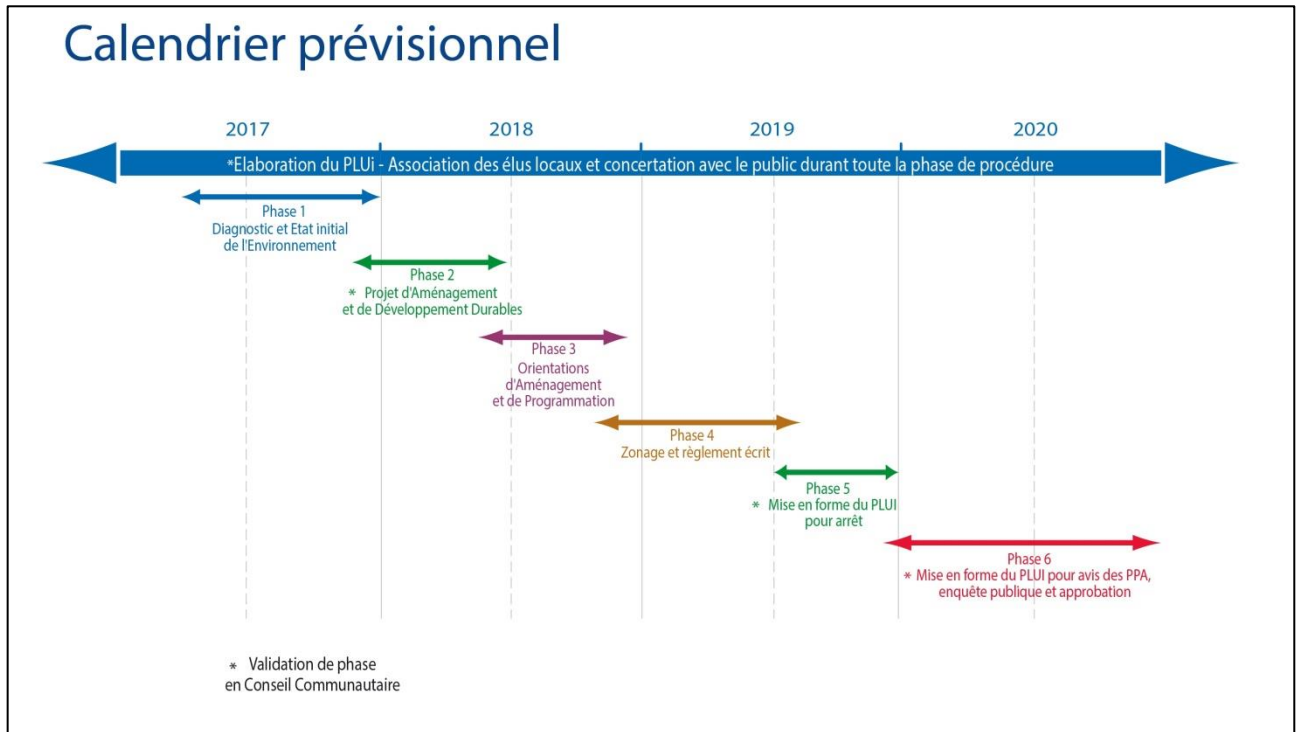 Calendrier prévisionnel
2017 2018 2019 2020
*Elaboration du PLUi - Association des élus locaux et concertation avec le public durant toute la phase de procédure
Phase 1
Diagnostic et Etat initial
de l'Environnement
Phase 2
* Projet d'Aménagement
et de Développement Durables
Phase 3
Orientations
d'Aménagement
et de Programmation
Phase 4
Zonage et règlement écrit
Phase 5
* Mise en forme du PLUI
pour arrêt
Phase 6
* Mise en forme du PLUI pour avis des PPA,
enquête publique et approbation
* Validation de phase
en Conseil Communautaire